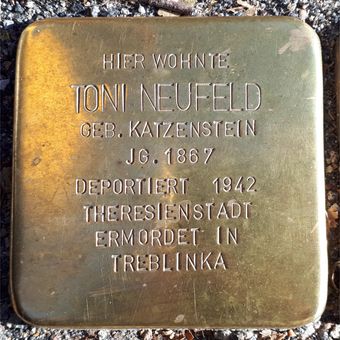 HIER WOHNTE
TONI NEUFELD
GEB. KATZENSTEIN
JG. 1867
DEPORTIERT 1942
THERESIENSTADT
ERMORDET IN
TREBLINKA